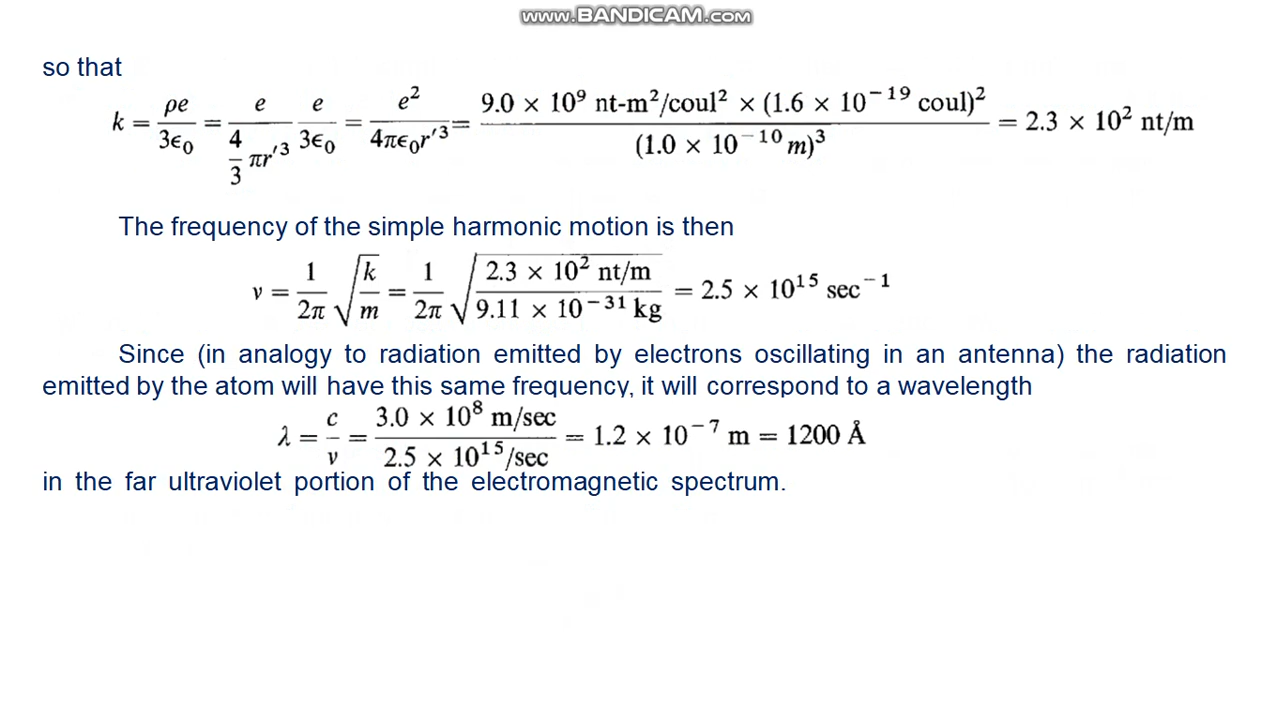 www.BANDICAM.com
so that
k = ρe/3ϵ₀ = e/(4/3 πr′³) e/3ϵ₀ = e²/4πϵ₀r′³ = 9.0 × 10⁹ nt-m²/coul² × (1.6 × 10⁻¹⁹ coul)²/(1.0 × 10⁻¹⁰ m)³ = 2.3 × 10² nt/m
The frequency of the simple harmonic motion is then
ν = 1/2π √(k/m) = 1/2π √(2.3 × 10² nt/m / 9.11 × 10⁻³¹ kg) = 2.5 × 10¹⁵ sec⁻¹
Since (in analogy to radiation emitted by electrons oscillating in an antenna) the radiation
emitted by the atom will have this same frequency, it will correspond to a wavelength
λ = c/ν = 3.0 × 10⁸ m/sec / 2.5 × 10¹⁵/sec = 1.2 × 10⁻⁷ m = 1200 Å
in the far ultraviolet portion of the electromagnetic spectrum.